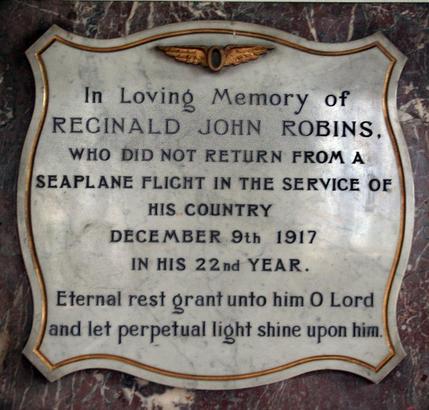 In Loving Memory of
REGINALD JOHN ROBINS,
WHO DID NOT RETURN FROM A
SEAPLANE FLIGHT IN THE SERVICE OF
HIS COUNTRY
DECEMBER 9th 1917
IN HIS 22nd YEAR.
Eternal rest grant unto him O Lord
and let perpetual light shine upon him.